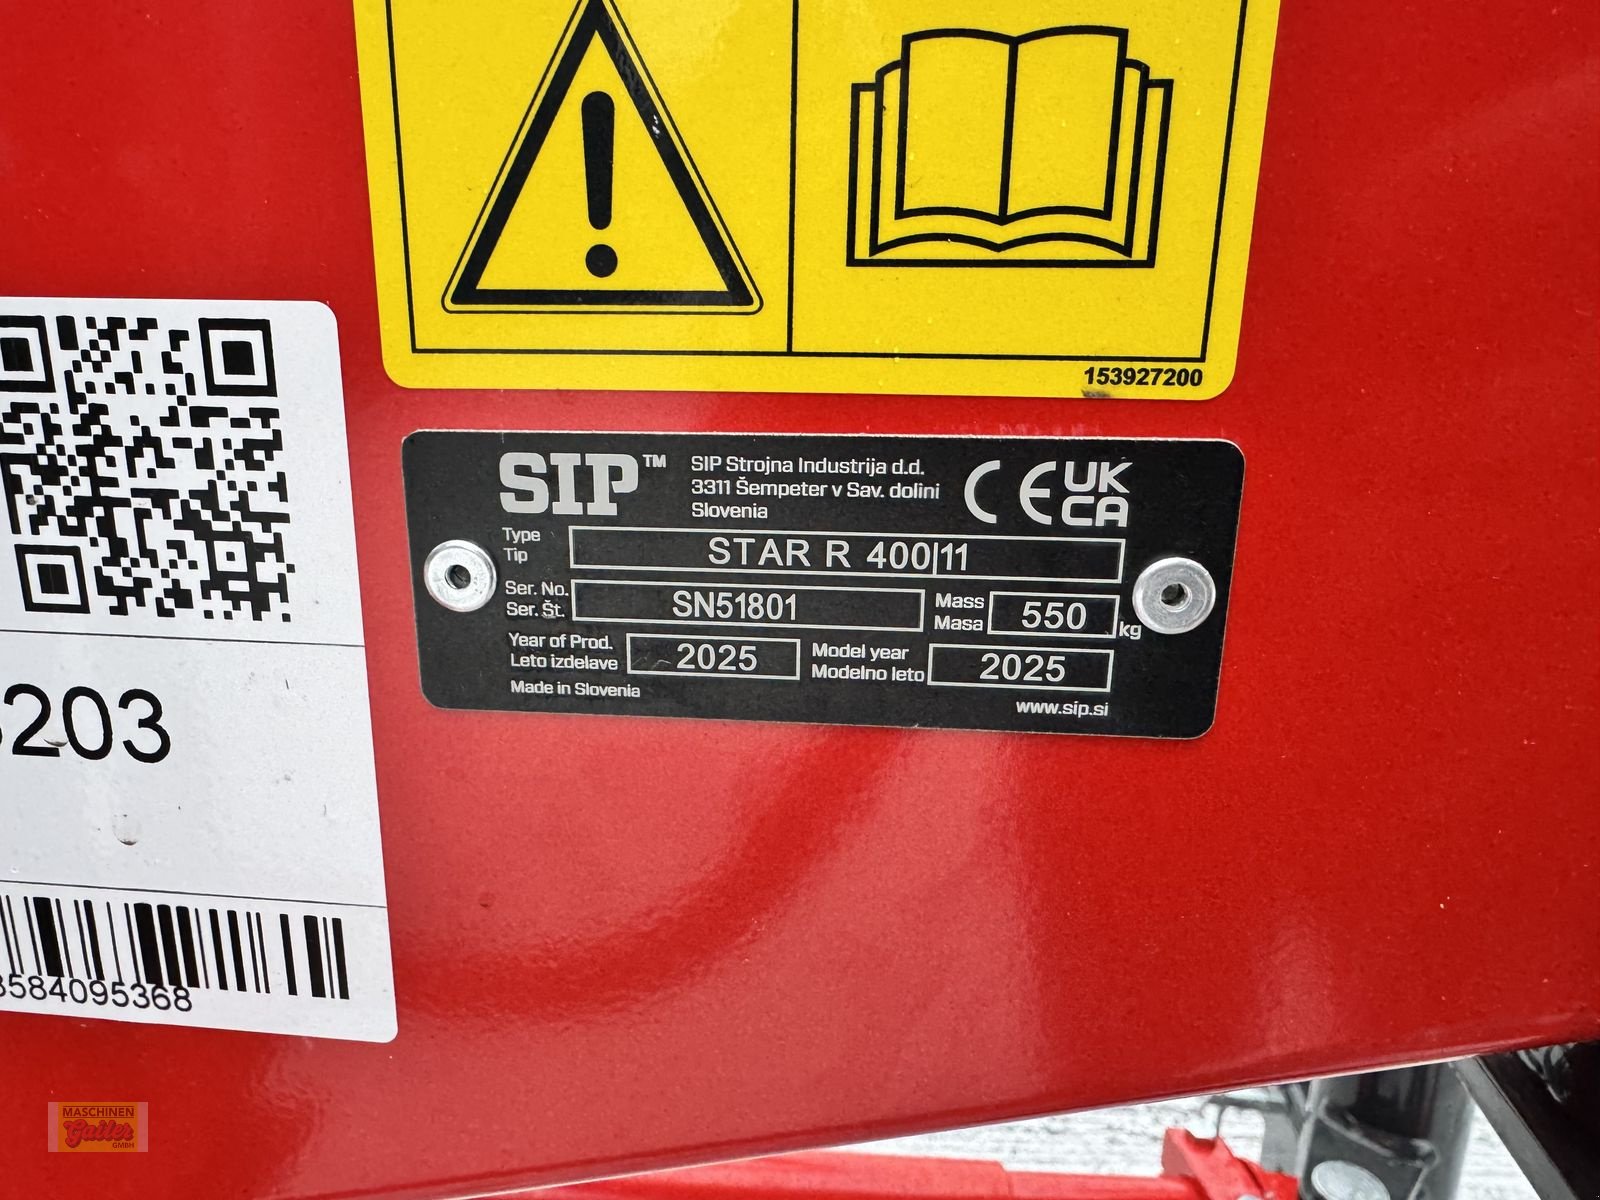 153927200
SIP™
SIP Strojna Industrija d.d.
3311 Šempeter v Sav. dolini
Slovenia
CE UK CA
Type
Tip
STAR R 400|11
Ser. No.
Ser. Št.
SN51801
Mass
Masa
550 kg
Year of Prod.
Leto izdelave
2025
Model year
Modelno leto
2025
Made in Slovenia
www.sip.si
203
584095368
MASCHINEN
Gailer
GMBH